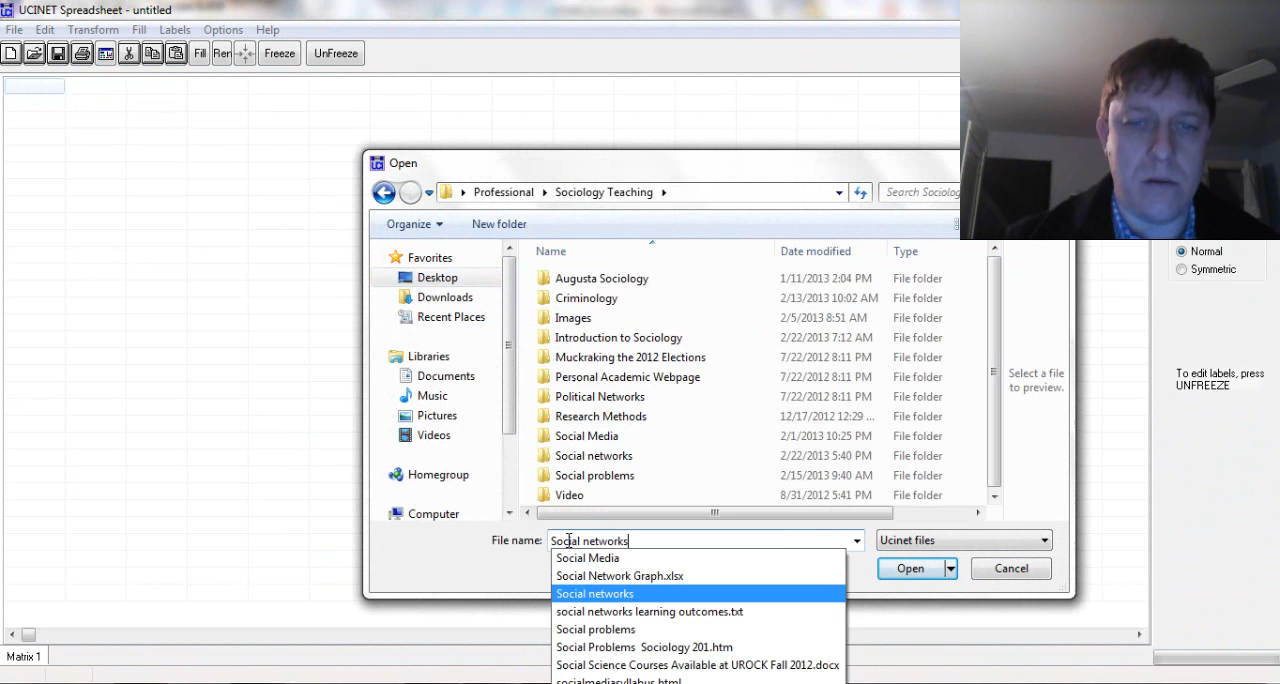 UCINET Spreadsheet - untitled
File Edit Transform Fill Labels Options Help
Fill Ren Freeze UnFreeze
Open
Professional Sociology Teaching Search Sociolog
Organize New folder
Favorites
Desktop
Downloads
Recent Places
Libraries
Documents
Music
Pictures
Videos
Homegroup
Computer
Name Date modified Type
Augusta Sociology 1/11/2013 2:04 PM File folder
Criminology 2/13/2013 10:02 AM File folder
Images 2/5/2013 8:51 AM File folder
Introduction to Sociology 2/22/2013 7:12 AM File folder
Muckraking the 2012 Elections 7/22/2012 8:11 PM File folder
Personal Academic Webpage 7/22/2012 8:11 PM File folder
Political Networks 7/22/2012 8:11 PM File folder
Research Methods 12/17/2012 12:29 ... File folder
Social Media 2/1/2013 10:25 PM File folder
Social networks 2/22/2013 5:40 PM File folder
Social problems 2/15/2013 9:40 AM File folder
Video 8/31/2012 5:41 PM File folder
Select a file
to preview.
Normal
Symmetric
To edit labels, press
UNFREEZE
File name: Social networks Ucinet files
Open Cancel
Social Media
Social Network Graph.xlsx
Social networks
social networks learning outcomes.txt
Social problems
Social Problems Sociology 201.htm
Social Science Courses Available at UROCK Fall 2012.docx
socialmediasyllabus.html
Matrix 1